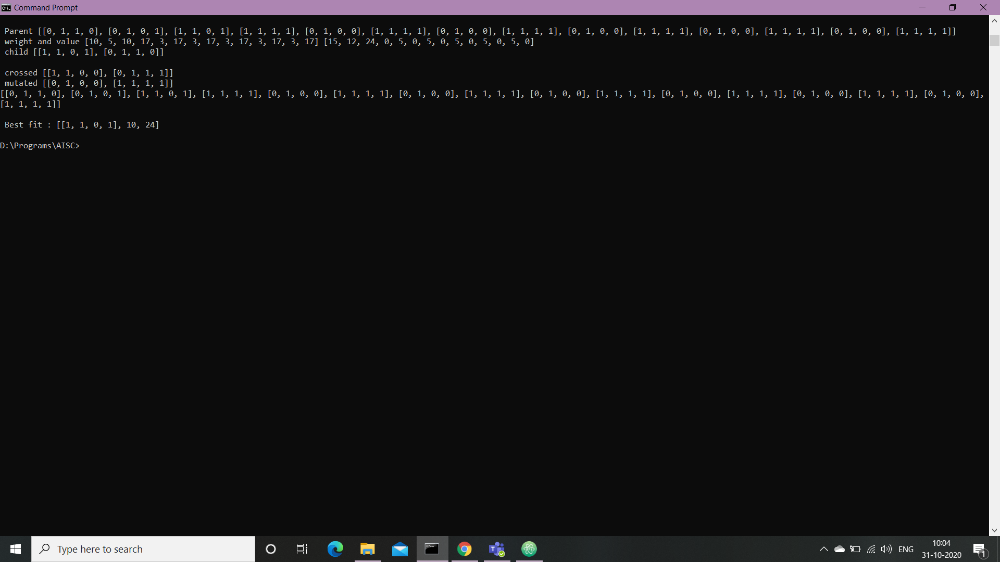 Command Prompt
Parent [[0, 1, 1, 0], [0, 1, 0, 1], [1, 1, 0, 1], [1, 1, 1, 1], [0, 1, 0, 0], [1, 1, 1, 1], [0, 1, 0, 0], [1, 1, 1, 1], [0, 1, 0, 0], [1, 1, 1, 1], [0, 1, 0, 0], [1, 1, 1, 1], [0, 1, 0, 0], [1, 1, 1, 1]]
weight and value [10, 5, 10, 17, 3, 17, 3, 17, 3, 17, 3, 17, 3, 17] [15, 12, 24, 0, 5, 0, 5, 0, 5, 0, 5, 0, 5, 0]
child [[1, 1, 0, 1], [0, 1, 1, 0]]
crossed [[1, 1, 0, 0], [0, 1, 1, 1]]
mutated [[0, 1, 0, 0], [1, 1, 1, 1]]
[[0, 1, 1, 0], [0, 1, 0, 1], [1, 1, 0, 1], [1, 1, 1, 1], [0, 1, 0, 0], [1, 1, 1, 1], [0, 1, 0, 0], [1, 1, 1, 1], [0, 1, 0, 0], [1, 1, 1, 1], [0, 1, 0, 0], [1, 1, 1, 1], [0, 1, 0, 0], [1, 1, 1, 1], [0, 1, 0, 0],
[1, 1, 1, 1]]
Best fit : [[1, 1, 0, 1], 10, 24]
D:\Programs\AISC>
Type here to search
ENG
10:04
31-10-2020
1